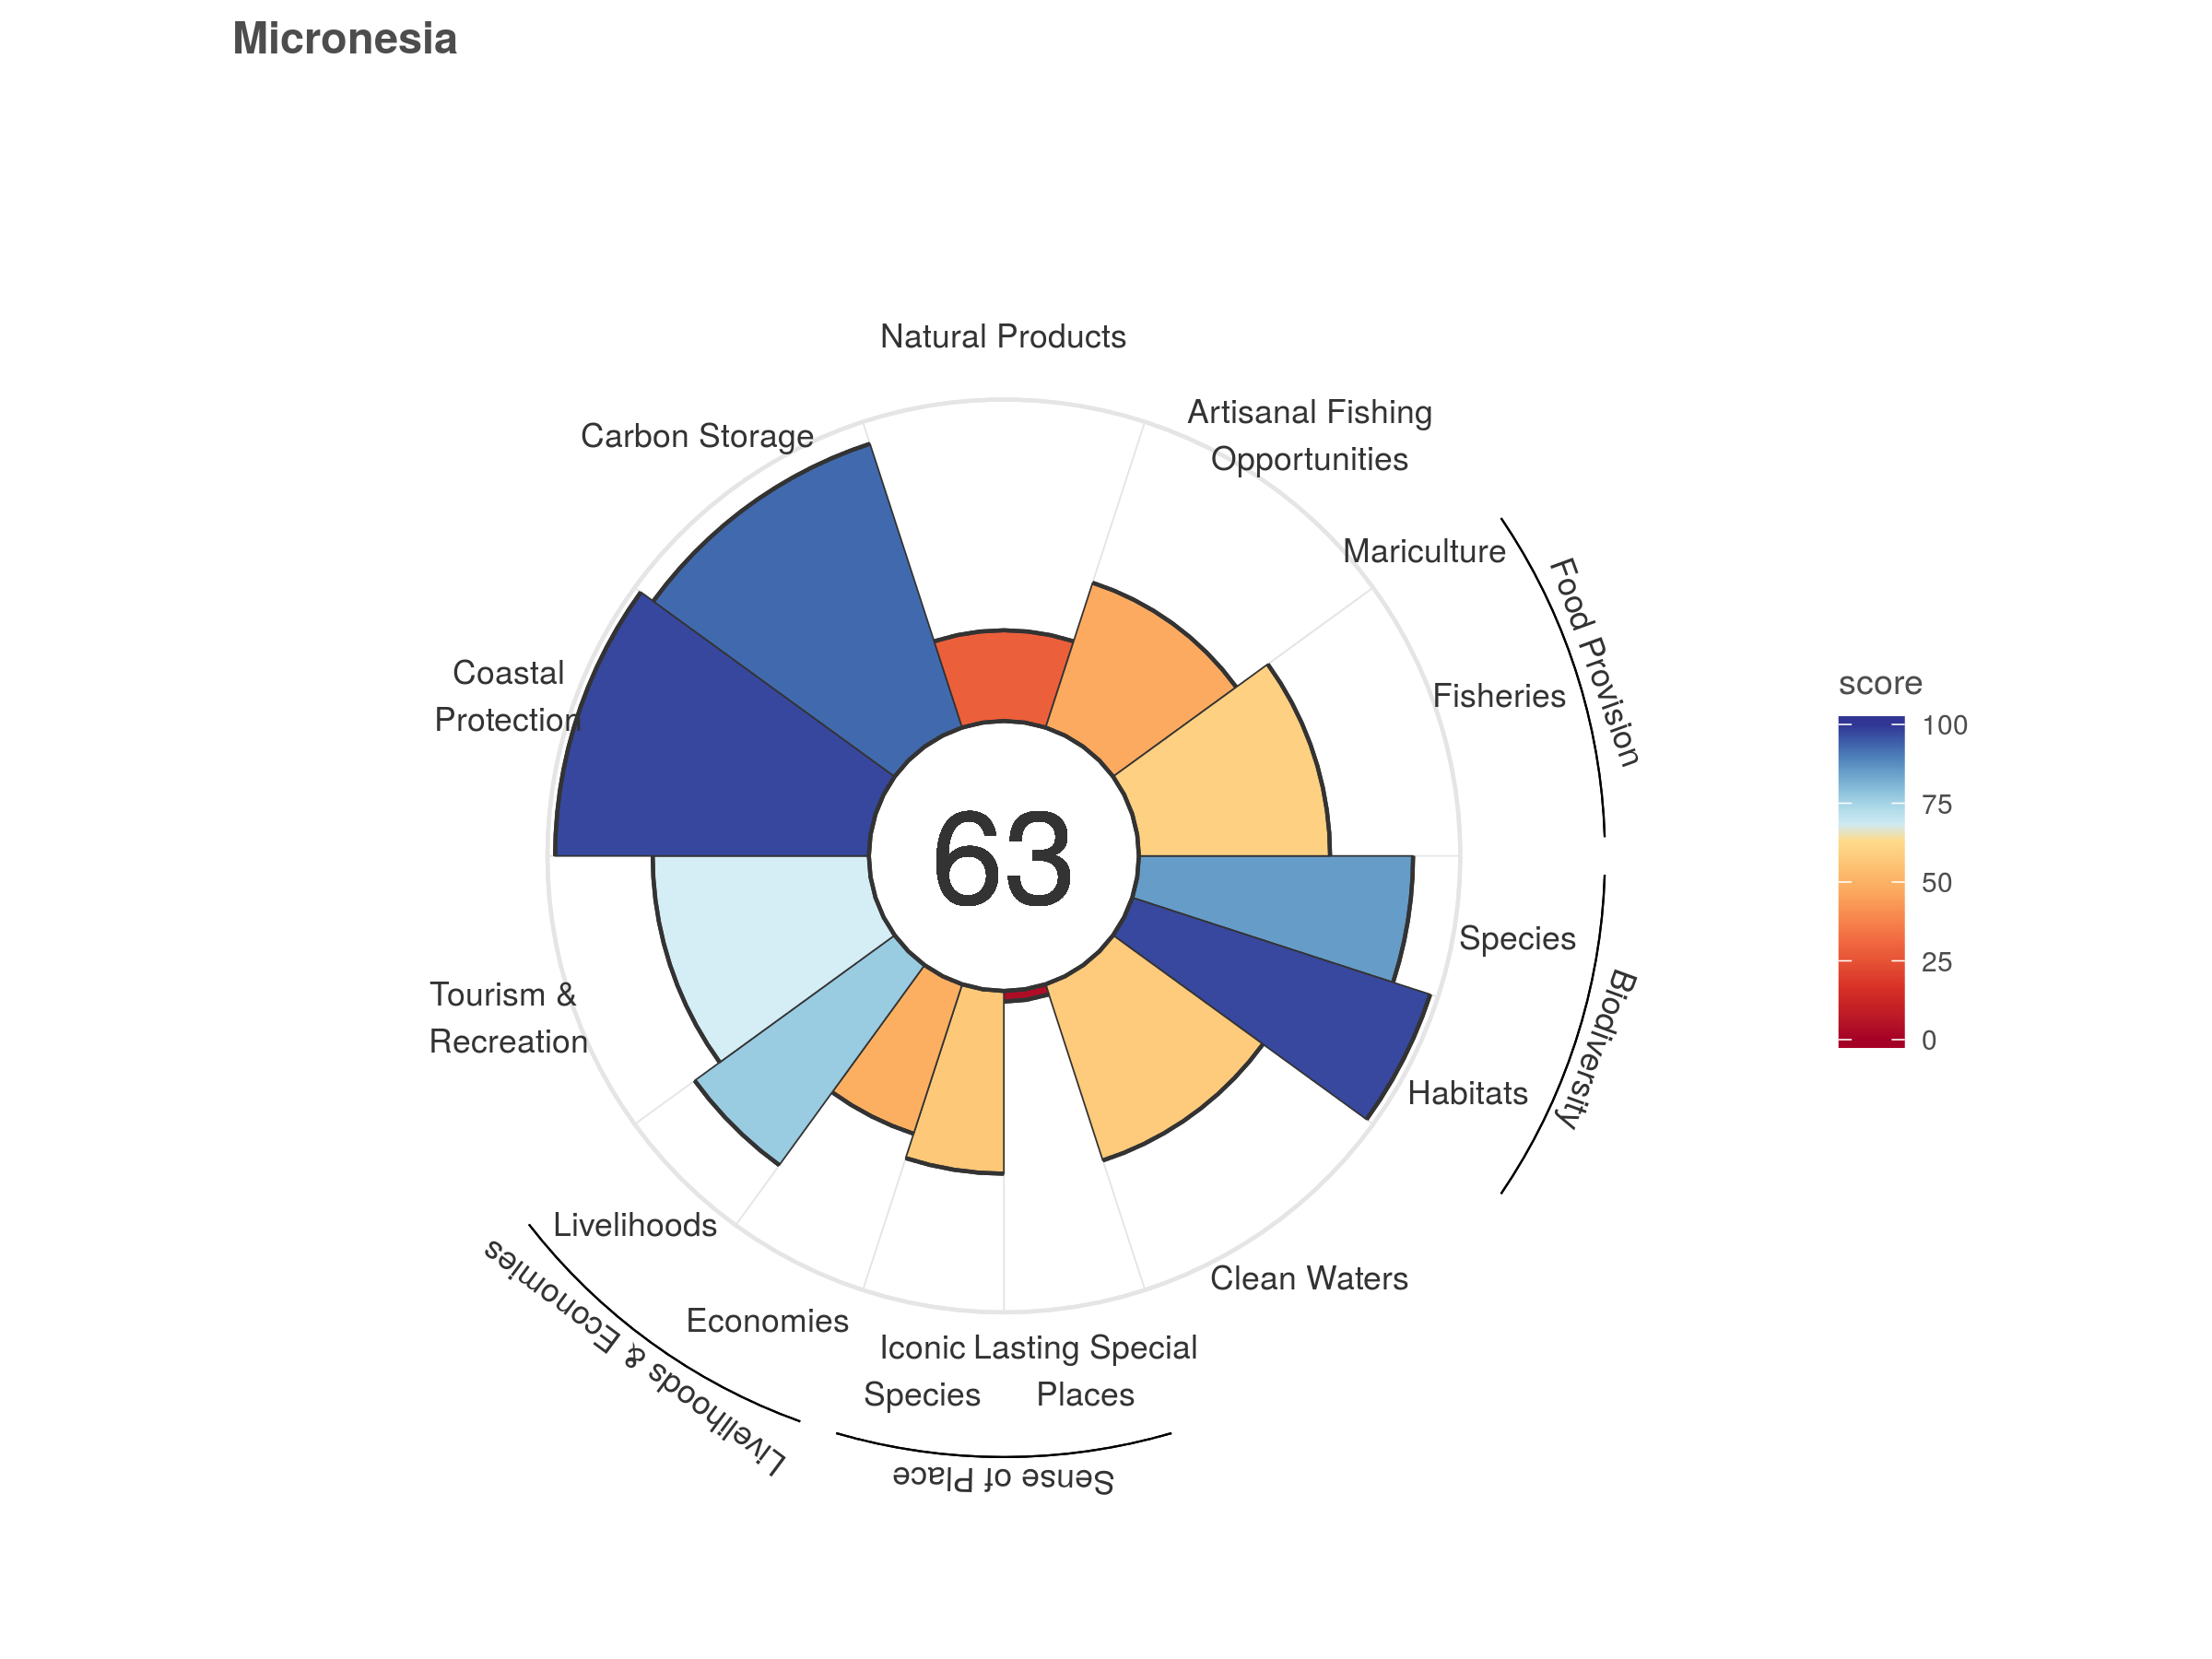 Micronesia
Natural Products
Artisanal Fishing
Opportunities
Carbon Storage
Mariculture
Food Provision
Fisheries
Coastal
Protection
score
100
75
50
25
0
63
Species
Biodiversity
Habitats
Tourism &
Recreation
Livelihoods
Livelihoods & Economies
Economies
Clean Waters
Iconic
Species
Lasting Special
Places
Sense of Place